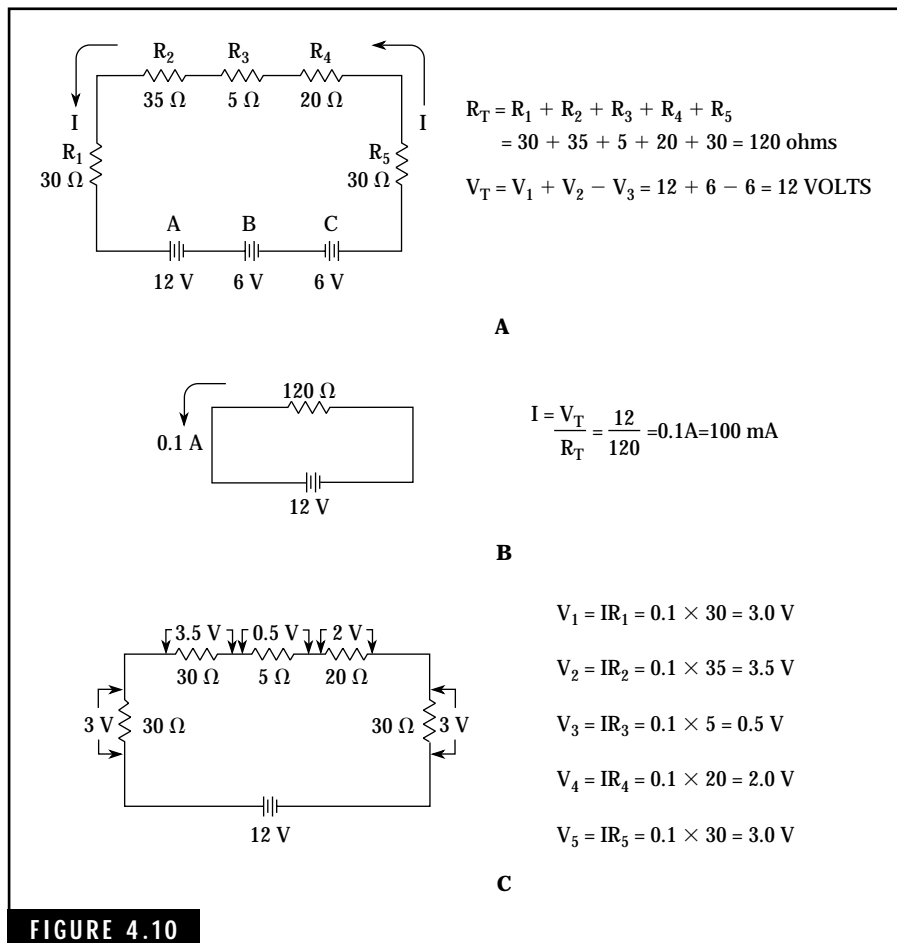 R₂ R₃ R₄
35 Ω 5 Ω 20 Ω
I I
R₁ R₅
30 Ω 30 Ω
A B C
12 V 6 V 6 V
R_T = R₁ + R₂ + R₃ + R₄ + R₅
= 30 + 35 + 5 + 20 + 30 = 120 ohms
V_T = V₁ + V₂ − V₃ = 12 + 6 − 6 = 12 VOLTS
A
120 Ω
0.1 A
12 V
I = V_T/R_T = 12/120 =0.1A=100 mA
B
3.5 V 0.5 V 2 V
30 Ω 5 Ω 20 Ω
3 V 30 Ω 30 Ω 3 V
12 V
V₁ = IR₁ = 0.1 × 30 = 3.0 V
V₂ = IR₂ = 0.1 × 35 = 3.5 V
V₃ = IR₃ = 0.1 × 5 = 0.5 V
V₄ = IR₄ = 0.1 × 20 = 2.0 V
V₅ = IR₅ = 0.1 × 30 = 3.0 V
C
FIGURE 4.10